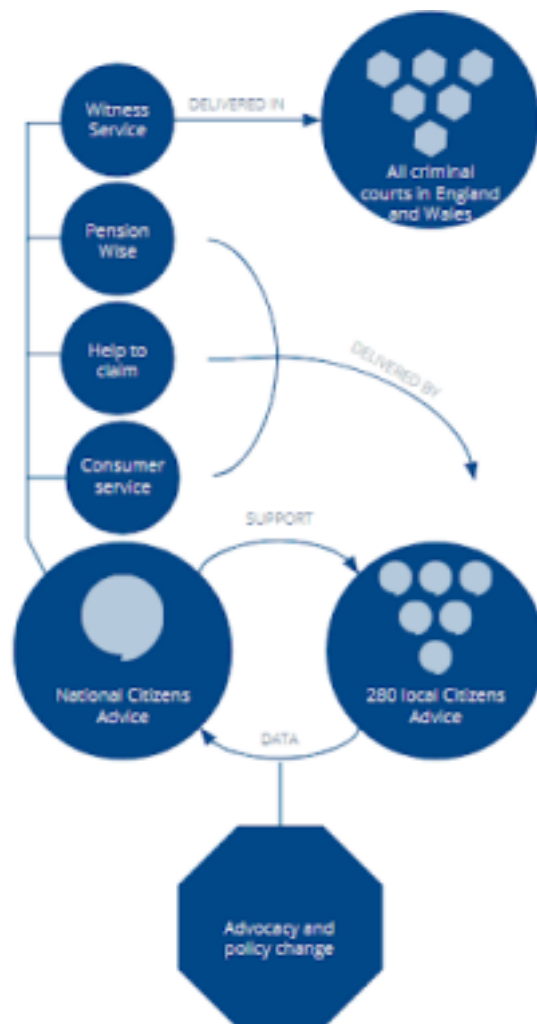 Witness
Service
DELIVERED IN
All criminal
courts in England
and Wales
Pension
Wise
Help to
claim
DELIVERED BY
Consumer
service
SUPPORT
National Citizens
Advice
280 local Citizens
Advice
DATA
Advocacy and
policy change